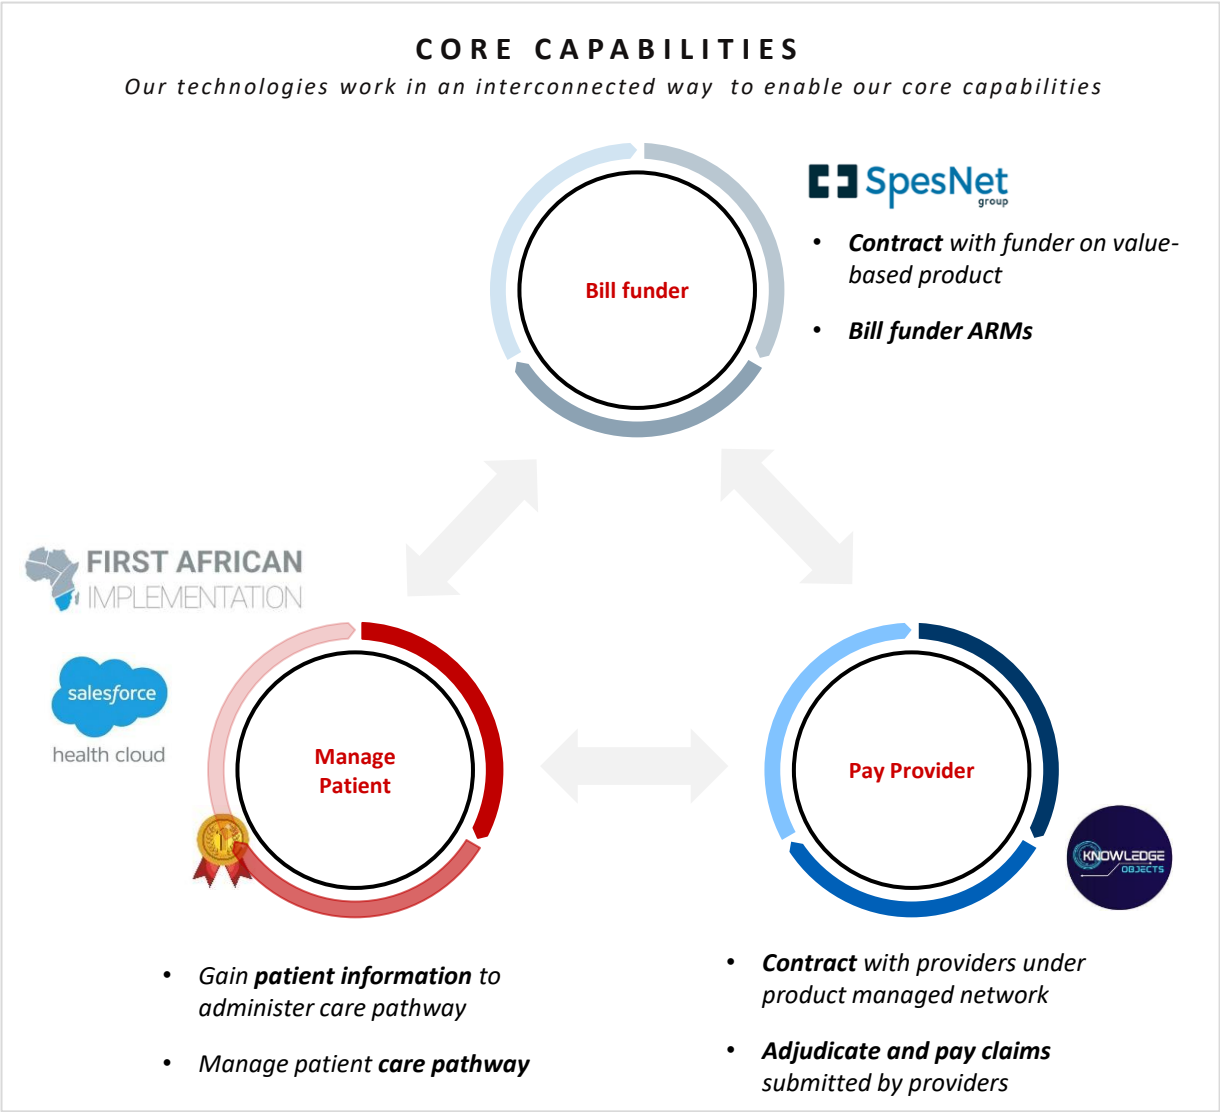 CORE CAPABILITIES
Our technologies work in an interconnected way to enable our core capabilities
SpesNet
group
Bill funder
• Contract with funder on value-
based product
• Bill funder ARMs
FIRST AFRICAN
IMPLEMENTATION
salesforce
health cloud
Manage
Patient
1
Pay Provider
KNOWLEDGE
OBJECTS
• Gain patient information to
administer care pathway
• Manage patient care pathway
• Contract with providers under
product managed network
• Adjudicate and pay claims
submitted by providers